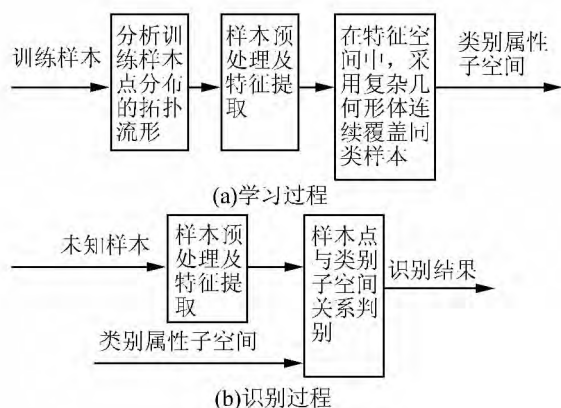 训练样本
分析训
练样本
点分布
的拓扑
流形
样本预
处理及
特征提
取
在特征空
间中，采
用复杂几
何形体连
续覆盖同
类样本
类别属性
子空间
(a)学习过程
未知样本
样本预
处理及
特征提
取
类别属性子空间
样本点
与类别
子空间
关系判
别
识别结果
(b)识别过程